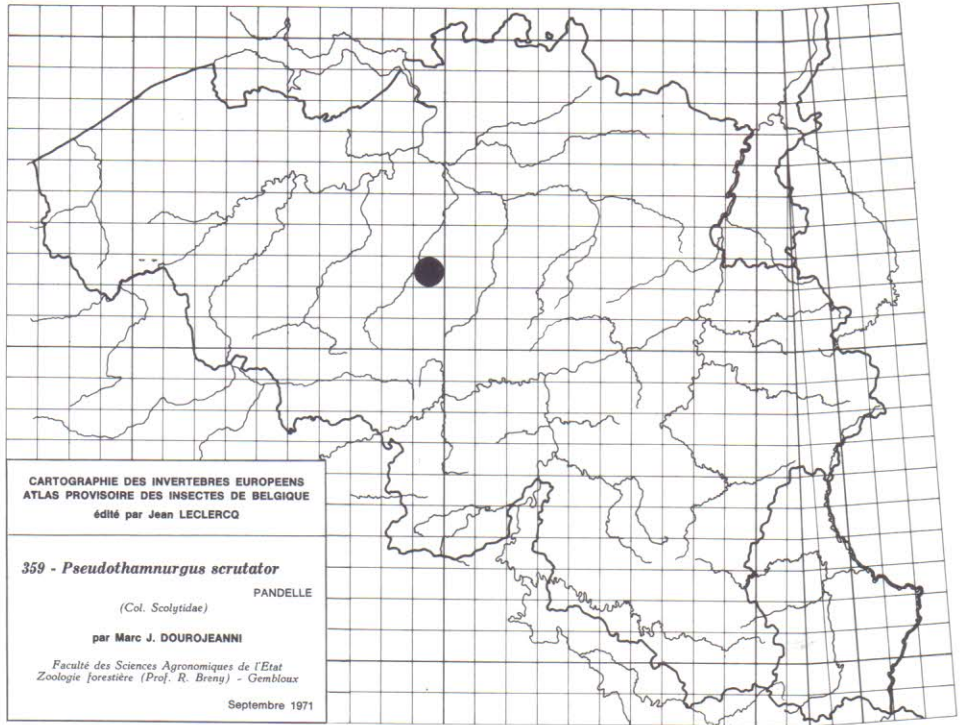 CARTOGRAPHIE DES INVERTEBRES EUROPEENS
ATLAS PROVISOIRE DES INSECTES DE BELGIQUE
édité par Jean LECLERCQ
359 - Pseudothamnurgus scrutator
PANDELLE
(Col. Scolytidae)
par Marc J. DOUROJEANNI
Faculté des Sciences Agronomiques de l'Etat
Zoologie forestière (Prof. R. Breny) - Gembloux
Septembre 1971